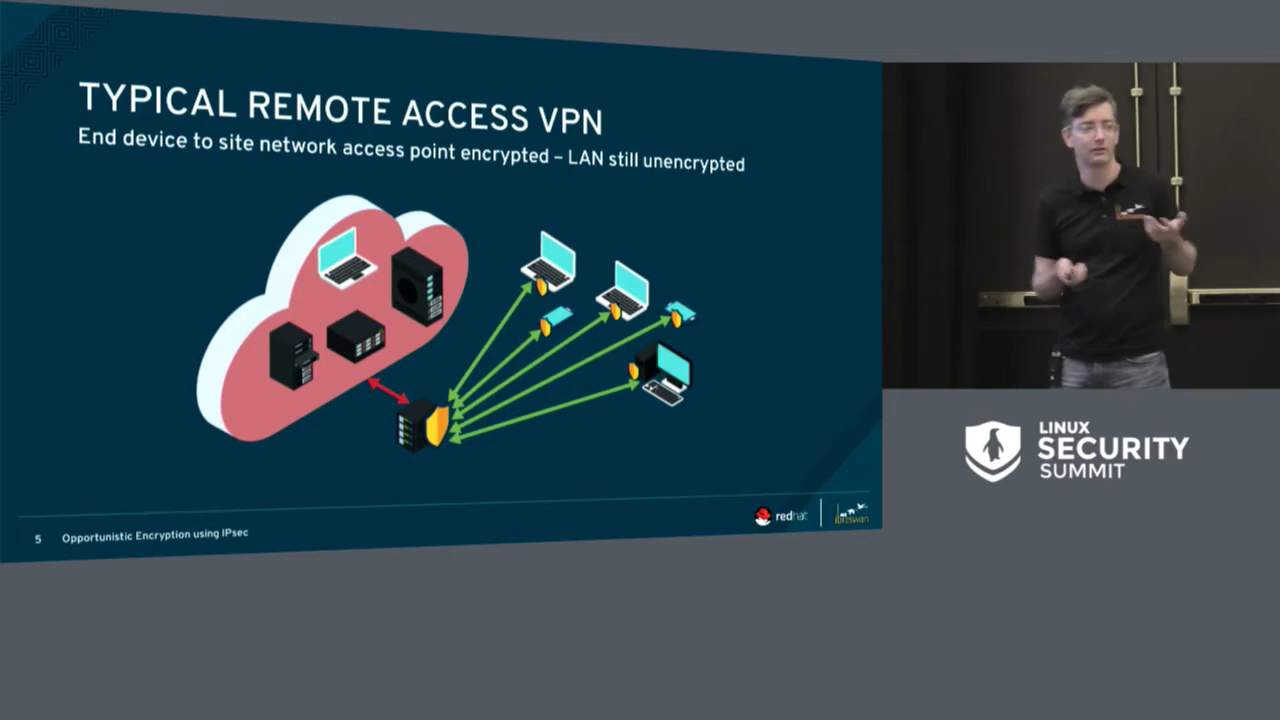 TYPICAL REMOTE ACCESS VPN
End device to site network access point encrypted – LAN still unencrypted
5 Opportunistic Encryption using IPsec
redhat
libreswan
LINUX
SECURITY
SUMMIT